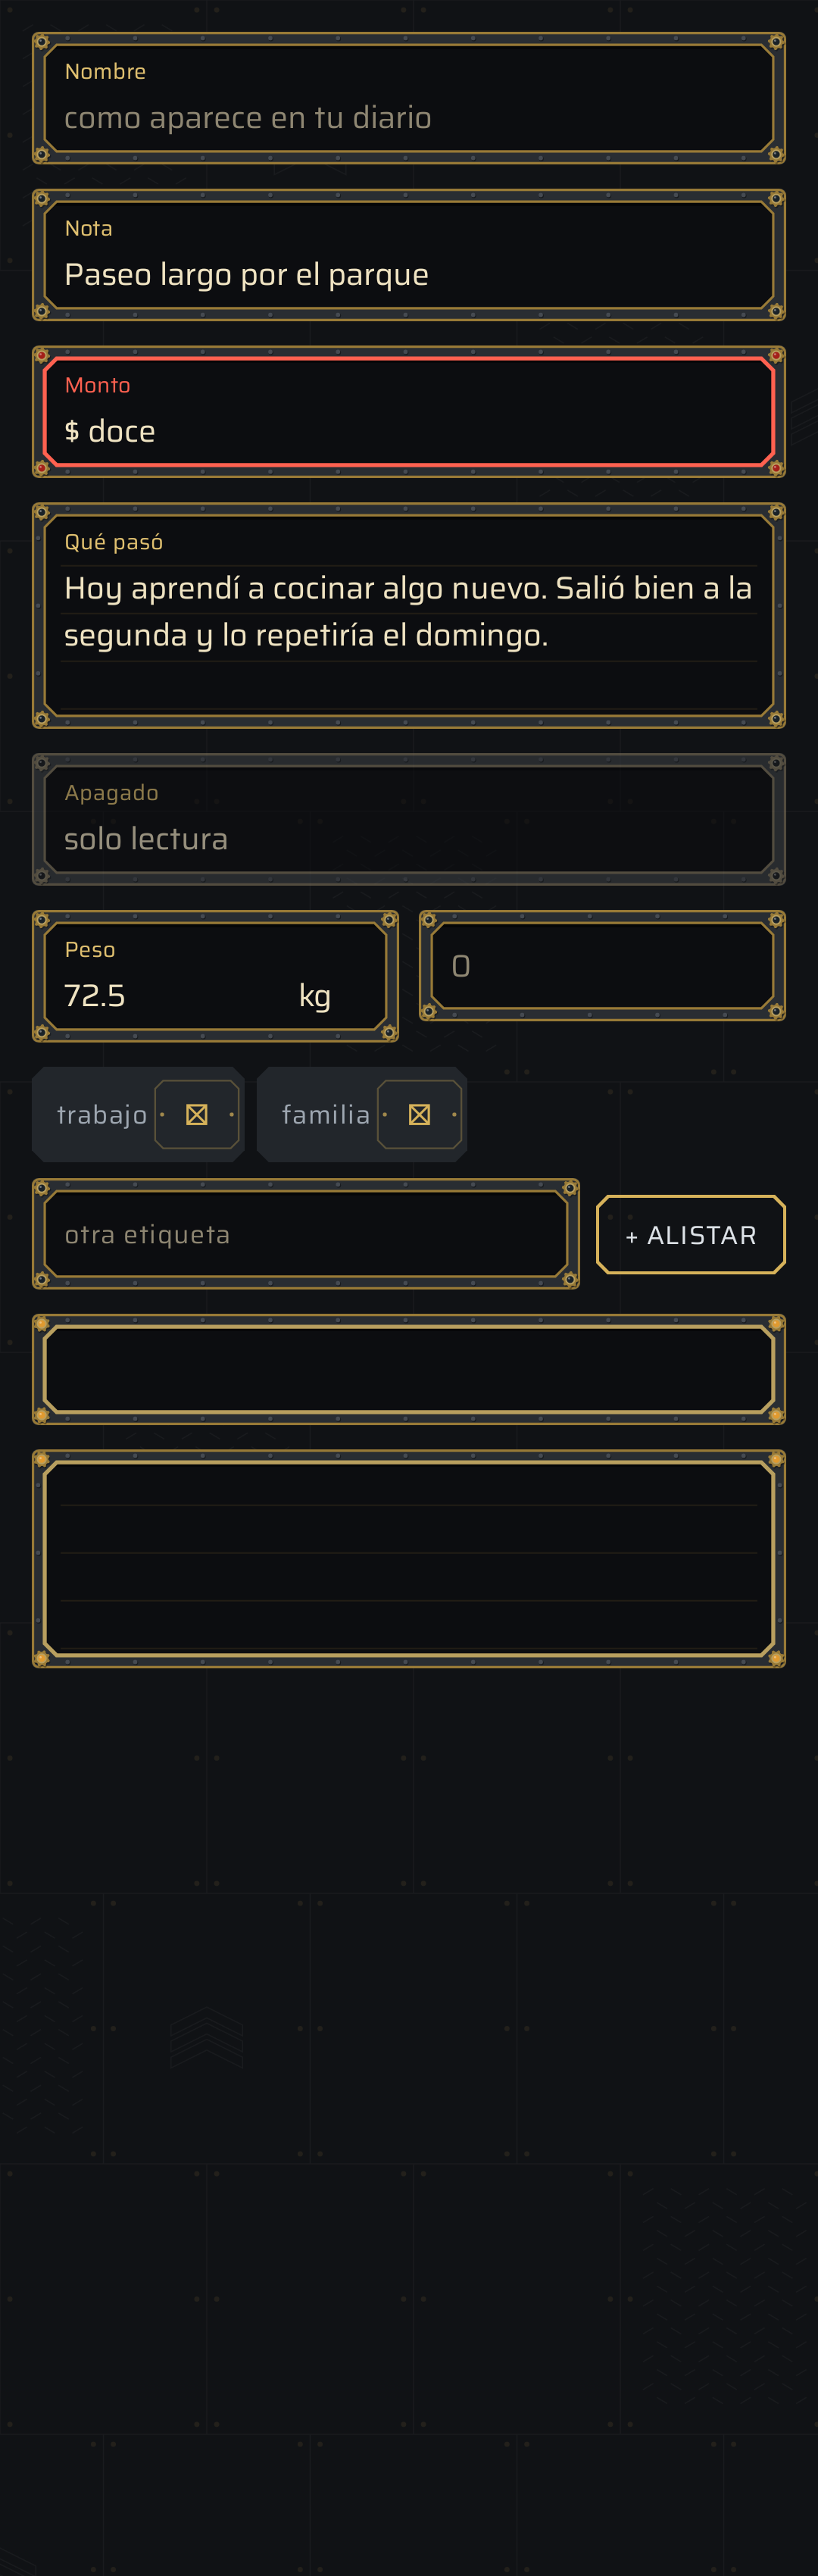 Nombre
como aparece en tu diario
Nota
Paseo largo por el parque
Monto
$ doce
Qué pasó
Hoy aprendí a cocinar algo nuevo. Salió bien a la
segunda y lo repetiría el domingo.
Apagado
solo lectura
Peso
72.5 kg
0
trabajo
familia
otra etiqueta
+ ALISTAR